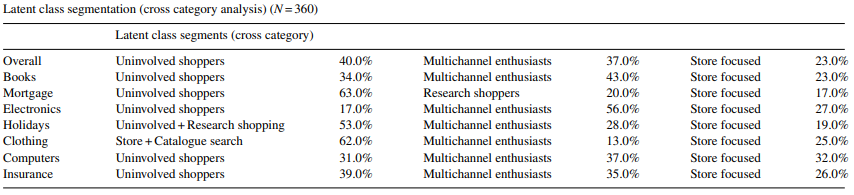 Latent class segmentation (cross category analysis) (N = 360)
Latent class segments (cross category)
Overall Uninvolved shoppers 40.0% Multichannel enthusiasts 37.0% Store focused 23.0%
Books Uninvolved shoppers 34.0% Multichannel enthusiasts 43.0% Store focused 23.0%
Mortgage Uninvolved shoppers 63.0% Research shoppers 20.0% Store focused 17.0%
Electronics Uninvolved shoppers 17.0% Multichannel enthusiasts 56.0% Store focused 27.0%
Holidays Uninvolved + Research shopping 53.0% Multichannel enthusiasts 28.0% Store focused 19.0%
Clothing Store + Catalogue search 62.0% Multichannel enthusiasts 13.0% Store focused 25.0%
Computers Uninvolved shoppers 31.0% Multichannel enthusiasts 37.0% Store focused 32.0%
Insurance Uninvolved shoppers 39.0% Multichannel enthusiasts 35.0% Store focused 26.0%